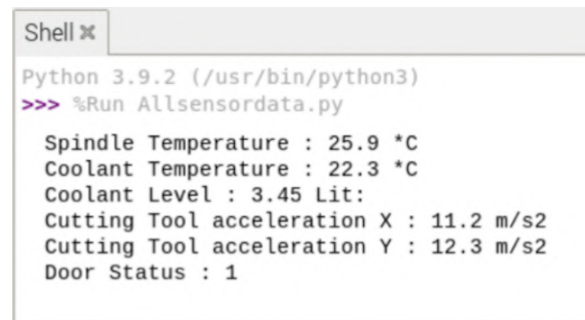 Shell
Python 3.9.2 (/usr/bin/python3)
>>> %Run Allsensordata.py
Spindle Temperature : 25.9 *C
Coolant Temperature : 22.3 *C
Coolant Level : 3.45 Lit:
Cutting Tool acceleration X : 11.2 m/s2
Cutting Tool acceleration Y : 12.3 m/s2
Door Status : 1